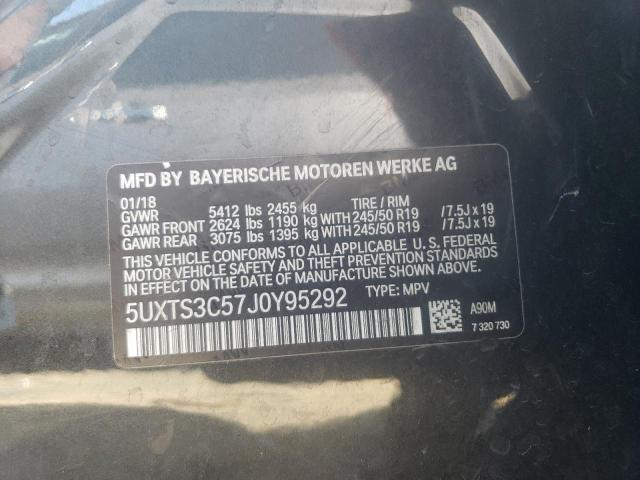 MFD BY BAYERISCHE MOTOREN WERKE AG
01/18 TIRE / RIM
GVWR 5412 lbs 2455 kg
GAWR FRONT 2624 lbs 1190 kg WITH 245/50 R19 /7.5J x 19
GAWR REAR 3075 lbs 1395 kg WITH 245/50 R19 /7.5J x 19
THIS VEHICLE CONFORMS TO ALL APPLICABLE U. S. FEDERAL
MOTOR VEHICLE SAFETY AND THEFT PREVENTION STANDARDS
IN EFFECT ON THE DATE OF MANUFACTURE SHOWN ABOVE.
5UXTS3C57J0Y95292 TYPE: MPV
A90M
7 320 730